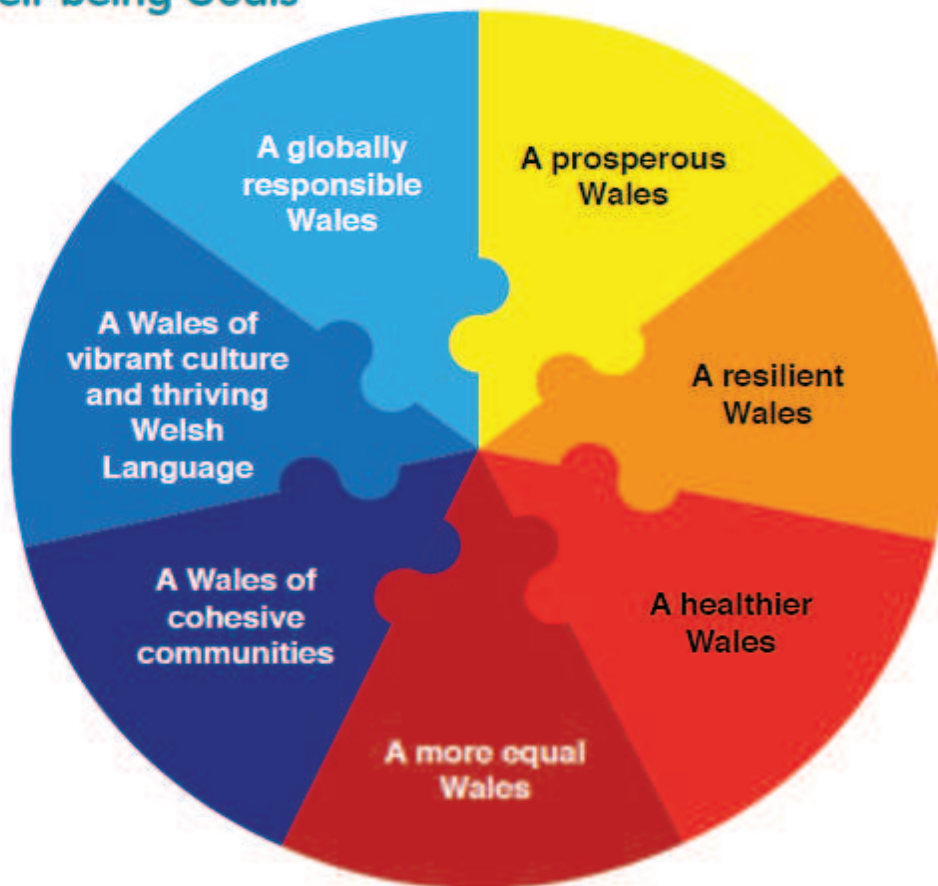 Goals
A globally
responsible
Wales
A prosperous
Wales
A Wales of
vibrant culture
and thriving
Welsh
Language
A resilient
Wales
A Wales of
cohesive
communities
A healthier
Wales
A more equal
Wales